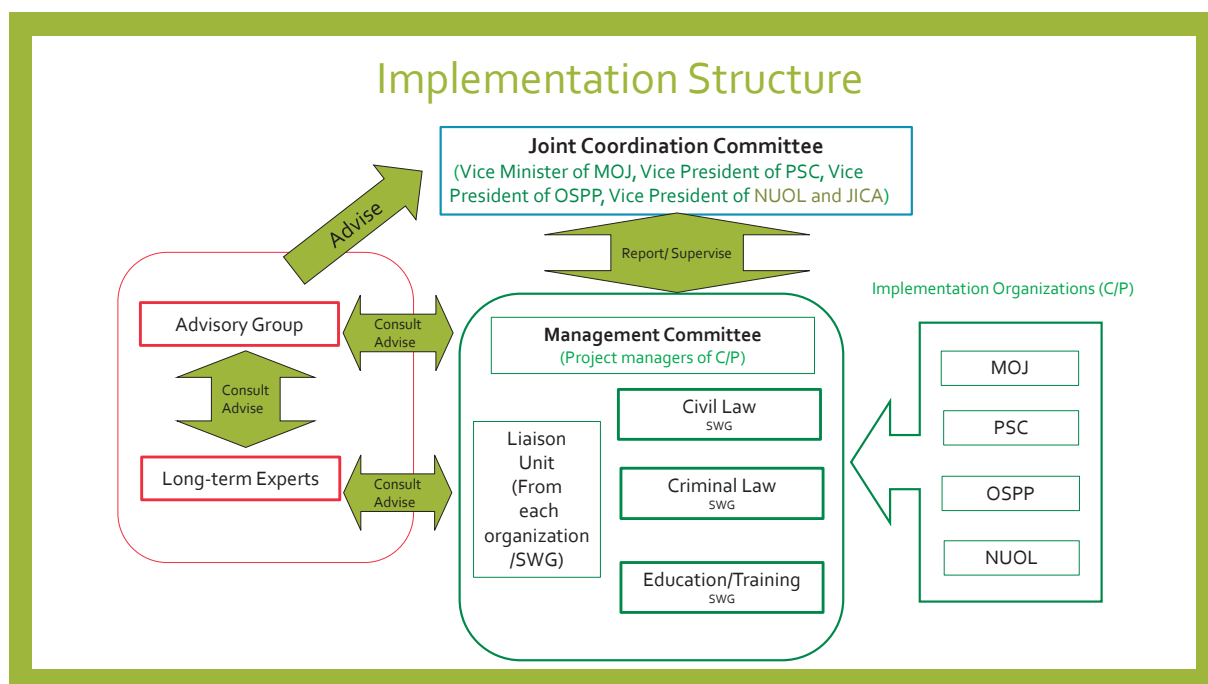 Implementation Structure
Joint Coordination Committee
(Vice Minister of MOJ, Vice President of PSC, Vice
President of OSPP, Vice President of NUOL and JICA)
Advise
Report/ Supervise
Implementation Organizations (C/P)
Advisory Group
Consult
Advise
Management Committee
(Project managers of C/P)
MOJ
Consult
Advise
Civil Law
SWG
PSC
Liaison
Unit
(From
each
organization
/SWG)
Long-term Experts
Consult
Advise
Criminal Law
SWG
OSPP
NUOL
Education/Training
SWG